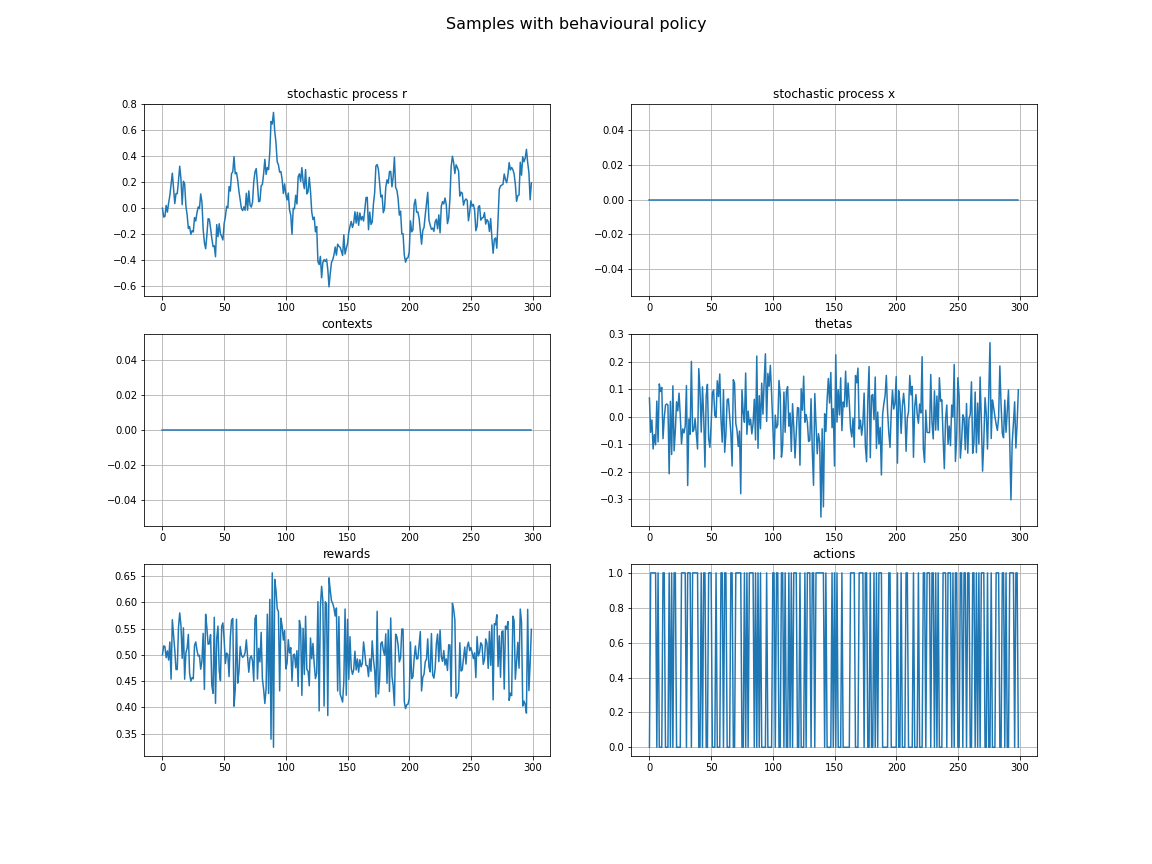 Samples with behavioural policy
stochastic process r
0.8
0.6
0.4
0.2
0.0
−0.2
−0.4
−0.6
0 50 100 150 200 250 300
stochastic process x
0.04
0.02
0.00
−0.02
−0.04
0 50 100 150 200 250 300
contexts
0.04
0.02
0.00
−0.02
−0.04
0 50 100 150 200 250 300
thetas
0.3
0.2
0.1
0.0
−0.1
−0.2
−0.3
0 50 100 150 200 250 300
rewards
0.65
0.60
0.55
0.50
0.45
0.40
0.35
0 50 100 150 200 250 300
actions
1.0
0.8
0.6
0.4
0.2
0.0
0 50 100 150 200 250 300